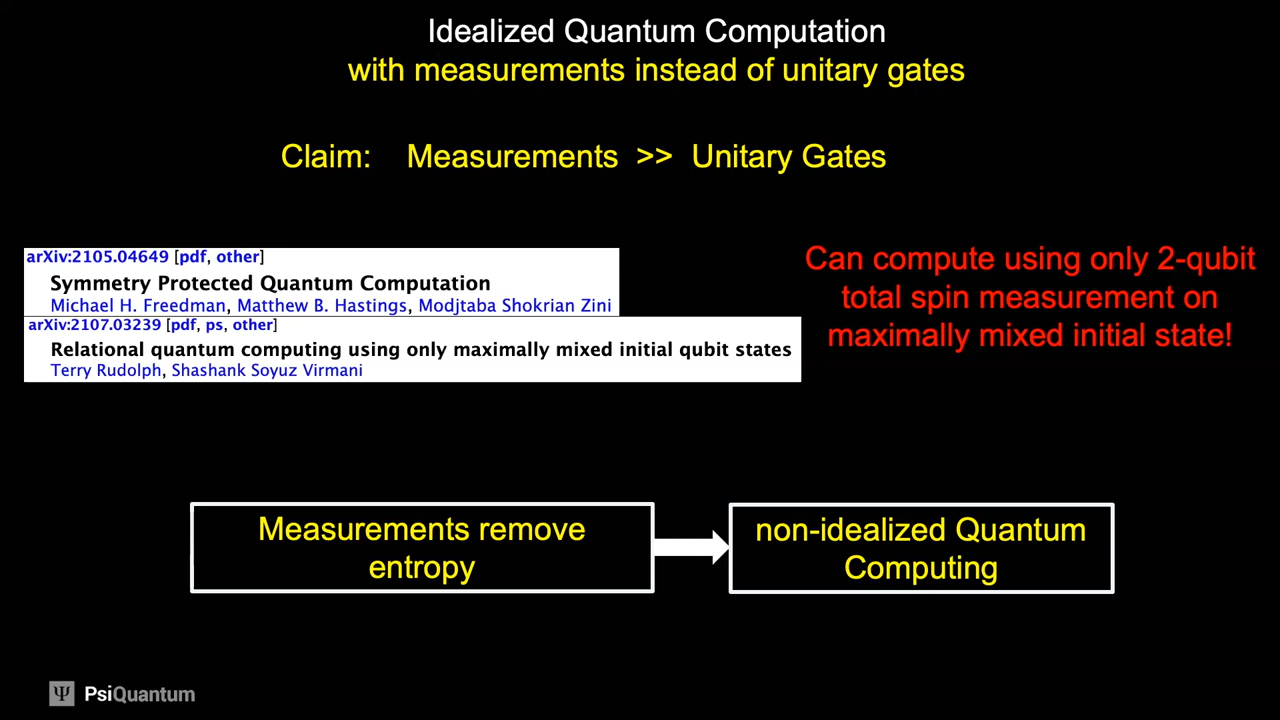 Idealized Quantum Computation
with measurements instead of unitary gates
Claim: Measurements >> Unitary Gates
arXiv:2105.04649 [pdf, other]
Symmetry Protected Quantum Computation
Michael H. Freedman, Matthew B. Hastings, Modjtaba Shokrian Zini
arXiv:2107.03239 [pdf, ps, other]
Relational quantum computing using only maximally mixed initial qubit states
Terry Rudolph, Shashank Soyuz Virmani
Can compute using only 2-qubit
total spin measurement on
maximally mixed initial state!
Measurements remove
entropy
non-idealized Quantum
Computing
Ψ PsiQuantum